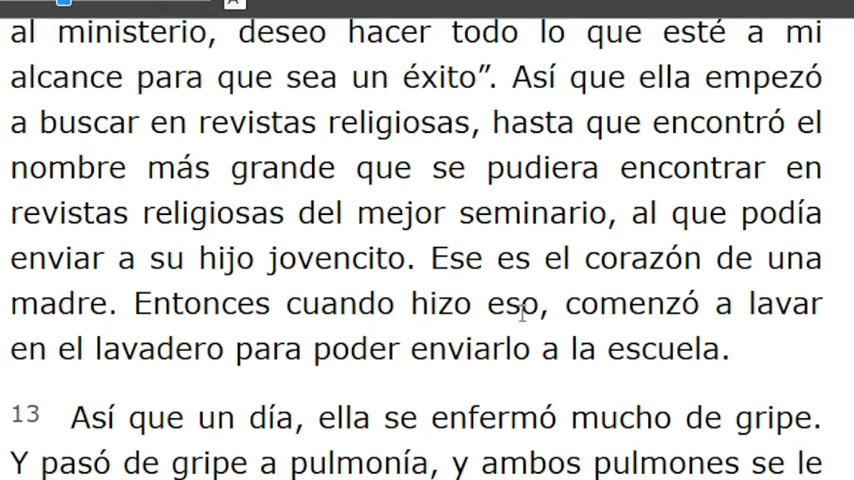 al ministerio, deseo hacer todo lo que esté a mi
alcance para que sea un éxito”. Así que ella empezó
a buscar en revistas religiosas, hasta que encontró el
nombre más grande que se pudiera encontrar en
revistas religiosas del mejor seminario, al que podía
enviar a su hijo jovencito. Ese es el corazón de una
madre. Entonces cuando hizo eso, comenzó a lavar
en el lavadero para poder enviarlo a la escuela.
13 Así que un día, ella se enfermó mucho de gripe.
Y pasó de gripe a pulmonía, y ambos pulmones se le